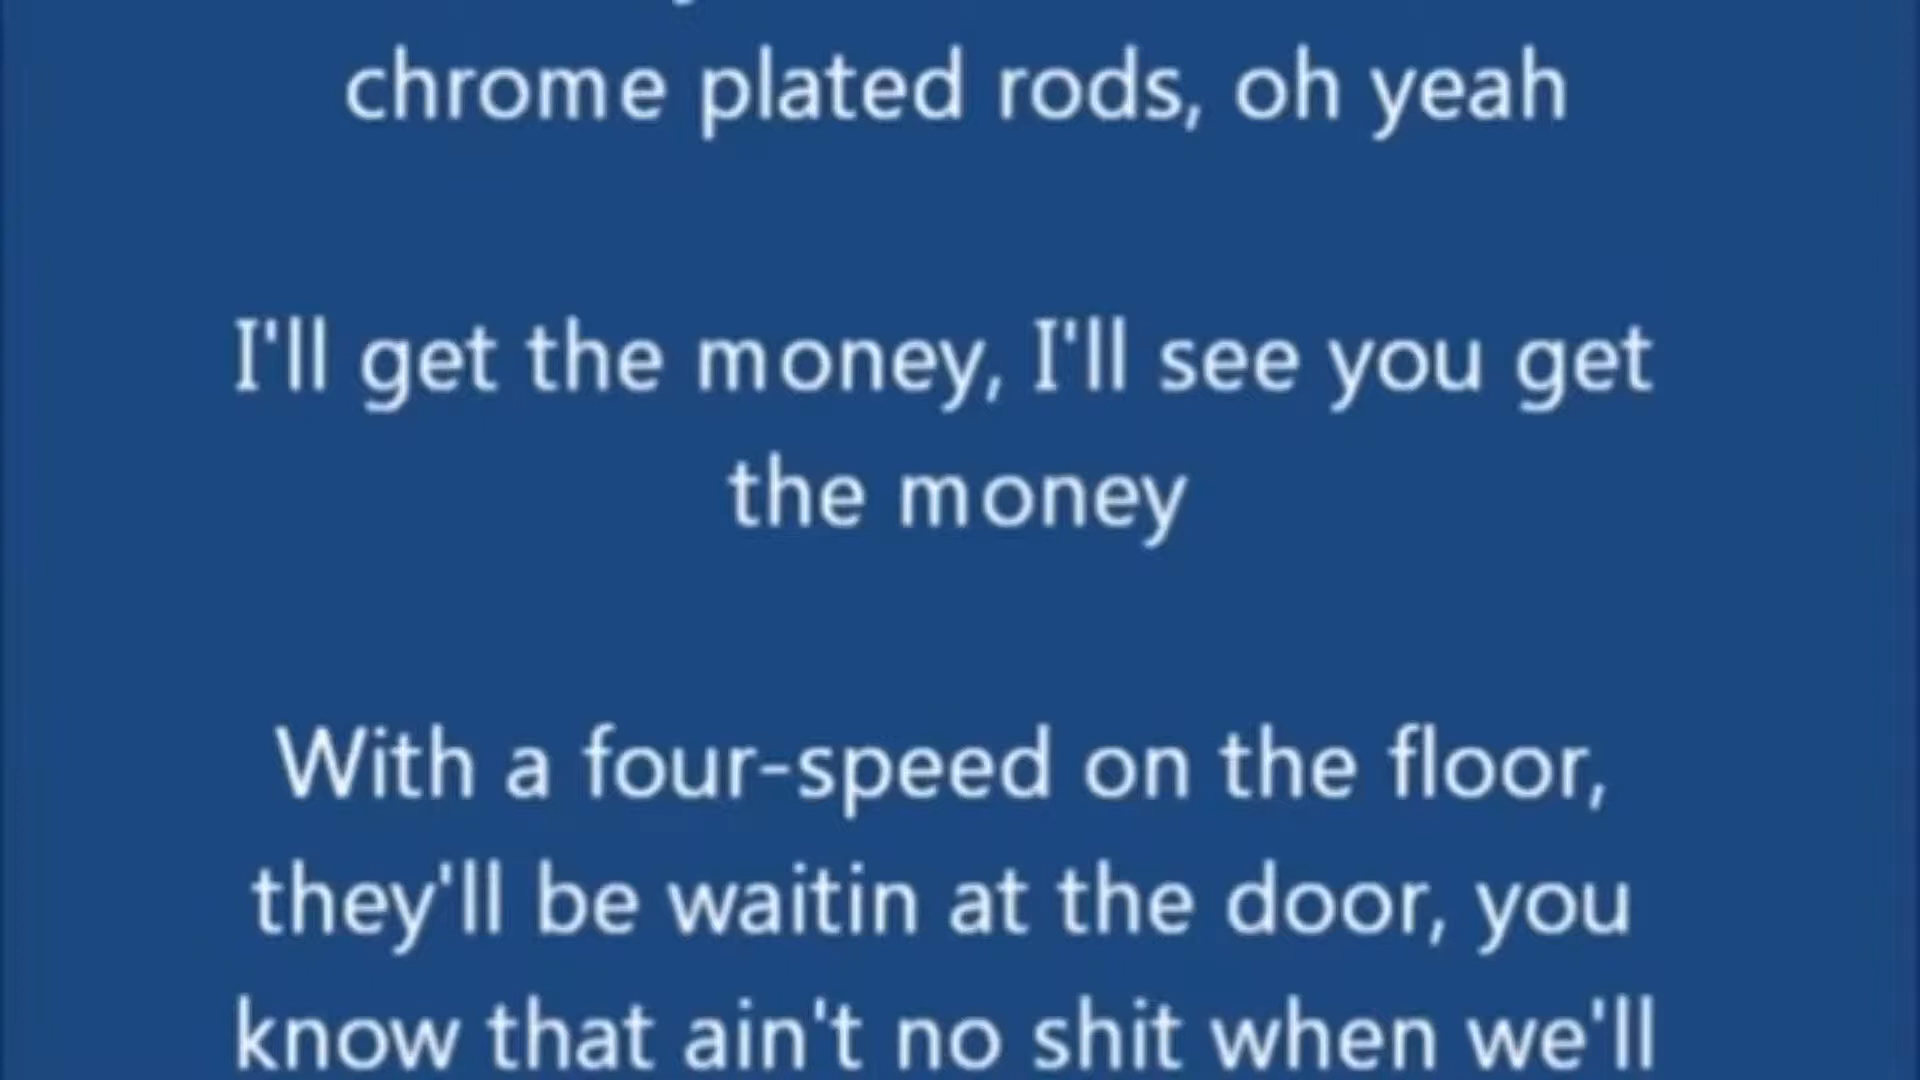 chrome plated rods, oh yeah
I'll get the money, I'll see you get
the money
With a four-speed on the floor,
they'll be waitin at the door, you
know that ain't no shit when we'll